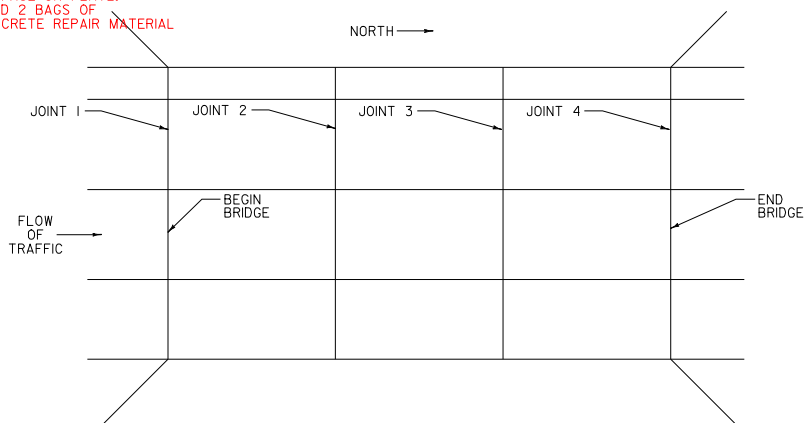 D 2 BAGS OF
CRETE REPAIR MATERIAL
NORTH
JOINT 1
JOINT 2
JOINT 3
JOINT 4
BEGIN
BRIDGE
END
BRIDGE
FLOW
OF
TRAFFIC